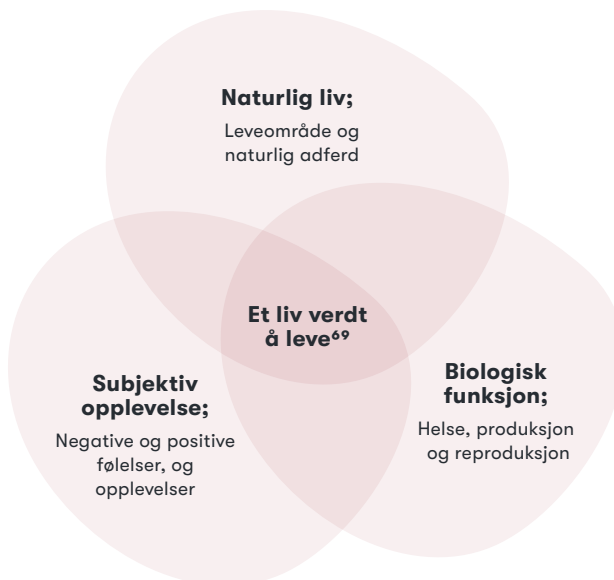 Naturlig liv;
Leveområde og
naturlig adferd
Et liv verdt
å leve⁶⁹
Subjektiv
opplevelse;
Negative og positive
følelser, og
opplevelser
Biologisk
funksjon;
Helse, produksjon
og reproduksjon